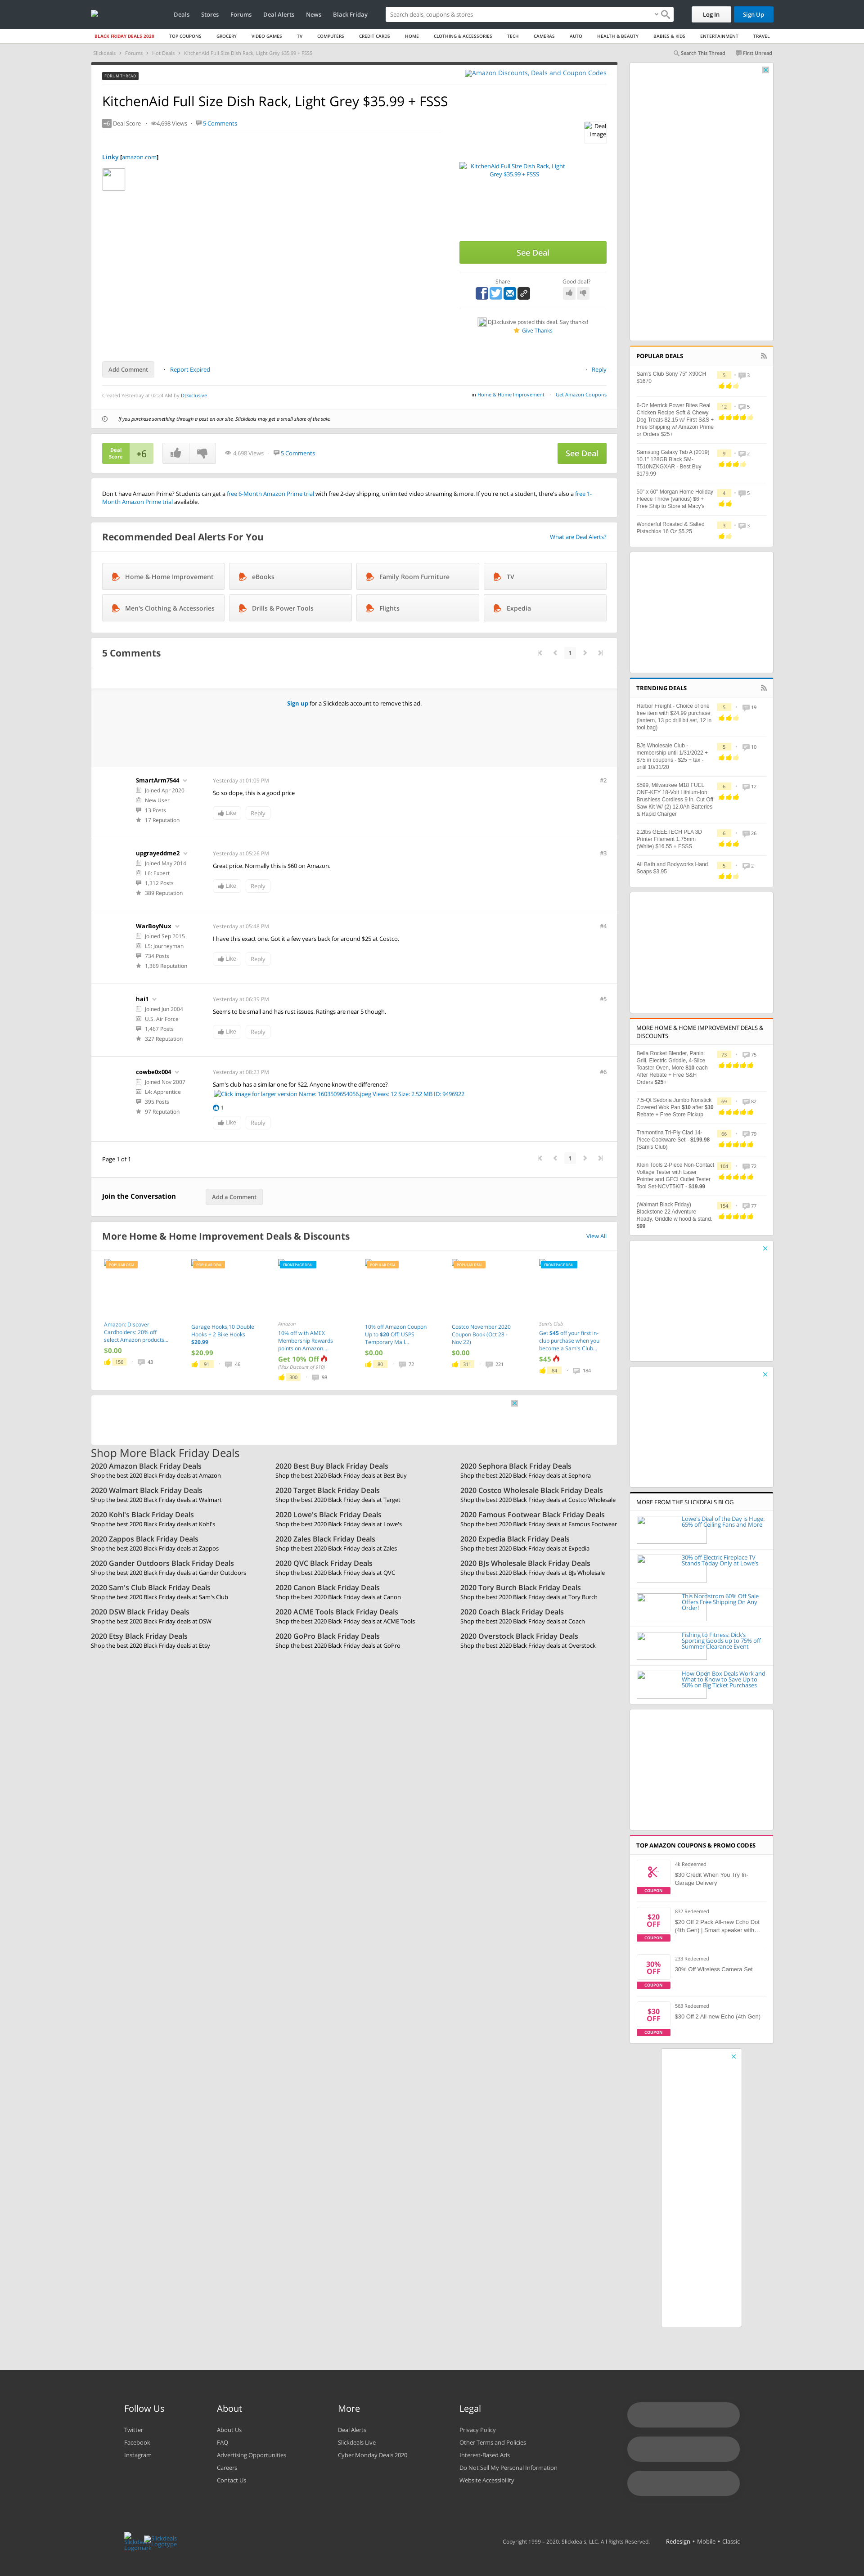 Deals Stores Forums Deal Alerts News Black Friday
Search deals, coupons & stores
Log In
Sign Up
BLACK FRIDAY DEALS 2020 TOP COUPONS GROCERY VIDEO GAMES TV COMPUTERS CREDIT CARDS HOME CLOTHING & ACCESSORIES TECH CAMERAS AUTO HEALTH & BEAUTY BABIES & KIDS ENTERTAINMENT TRAVEL
Slickdeals Forums Hot Deals KitchenAid Full Size Dish Rack, Light Grey $35.99 + FSSS
Search This Thread First Unread
FORUM THREAD
Amazon Discounts, Deals and Coupon Codes
KitchenAid Full Size Dish Rack, Light Grey $35.99 + FSSS
+6 Deal Score • 4,698 Views • 5 Comments
Deal Image
Linky [amazon.com]
KitchenAid Full Size Dish Rack, Light Grey $35.99 + FSSS
See Deal
Share
Good deal?
DJ3xclusive posted this deal. Say thanks!
Give Thanks
Add Comment • Report Expired • Reply
Created Yesterday at 02:24 AM by DJ3xclusive
in Home & Home Improvement • Get Amazon Coupons
If you purchase something through a post on our site, Slickdeals may get a small share of the sale.
Deal Score +6
4,698 Views 5 Comments
See Deal
Don't have Amazon Prime? Students can get a free 6-Month Amazon Prime trial with free 2-day shipping, unlimited video streaming & more. If you're not a student, there's also a free 1-Month Amazon Prime trial available.
Recommended Deal Alerts For You
What are Deal Alerts?
Home & Home Improvement
eBooks
Family Room Furniture
TV
Men's Clothing & Accessories
Drills & Power Tools
Flights
Expedia
5 Comments
1
Sign up for a Slickdeals account to remove this ad.
SmartArm7544
Joined Apr 2020
New User
13 Posts
17 Reputation
Yesterday at 01:09 PM
#2
So so dope, this is a good price
Like
Reply
upgrayeddme2
Joined May 2014
L6: Expert
1,312 Posts
389 Reputation
Yesterday at 05:26 PM
#3
Great price. Normally this is $60 on Amazon.
Like
Reply
WarBoyNux
Joined Sep 2015
L5: Journeyman
734 Posts
1,369 Reputation
Yesterday at 05:48 PM
#4
I have this exact one. Got it a few years back for around $25 at Costco.
Like
Reply
hai1
Joined Jun 2004
U.S. Air Force
1,467 Posts
327 Reputation
Yesterday at 06:39 PM
#5
Seems to be small and has rust issues. Ratings are near 5 though.
Like
Reply
cowbe0x004
Joined Nov 2007
L4: Apprentice
395 Posts
97 Reputation
Yesterday at 08:23 PM
#6
Sam's club has a similar one for $22. Anyone know the difference?
Click image for larger version Name: 1603509654056.jpeg Views: 12 Size: 2.52 MB ID: 9496922
1
Like
Reply
Page 1 of 1
1
Join the Conversation
Add a Comment
More Home & Home Improvement Deals & Discounts
View All
POPULAR DEAL
Amazon: Discover Cardholders: 20% off select Amazon products...
$0.00
156 • 43
POPULAR DEAL
Garage Hooks,10 Double Hooks + 2 Bike Hooks $20.99
$20.99
91 • 46
FRONTPAGE DEAL
Amazon
10% off with AMEX Membership Rewards points on Amazon....
Get 10% Off
(Max Discount of $10)
300 • 98
POPULAR DEAL
10% off Amazon Coupon Up to $20 Off! USPS Temporary Mail...
$0.00
80 • 72
POPULAR DEAL
Costco November 2020 Coupon Book (Oct 28 - Nov 22)
$0.00
311 • 221
FRONTPAGE DEAL
Sam's Club
Get $45 off your first in-club purchase when you become a Sam's Club...
$45
84 • 184
Shop More Black Friday Deals
2020 Amazon Black Friday Deals
Shop the best 2020 Black Friday deals at Amazon
2020 Best Buy Black Friday Deals
Shop the best 2020 Black Friday deals at Best Buy
2020 Sephora Black Friday Deals
Shop the best 2020 Black Friday deals at Sephora
2020 Walmart Black Friday Deals
Shop the best 2020 Black Friday deals at Walmart
2020 Target Black Friday Deals
Shop the best 2020 Black Friday deals at Target
2020 Costco Wholesale Black Friday Deals
Shop the best 2020 Black Friday deals at Costco Wholesale
2020 Kohl's Black Friday Deals
Shop the best 2020 Black Friday deals at Kohl's
2020 Lowe's Black Friday Deals
Shop the best 2020 Black Friday deals at Lowe's
2020 Famous Footwear Black Friday Deals
Shop the best 2020 Black Friday deals at Famous Footwear
2020 Zappos Black Friday Deals
Shop the best 2020 Black Friday deals at Zappos
2020 Zales Black Friday Deals
Shop the best 2020 Black Friday deals at Zales
2020 Expedia Black Friday Deals
Shop the best 2020 Black Friday deals at Expedia
2020 Gander Outdoors Black Friday Deals
Shop the best 2020 Black Friday deals at Gander Outdoors
2020 QVC Black Friday Deals
Shop the best 2020 Black Friday deals at QVC
2020 BJs Wholesale Black Friday Deals
Shop the best 2020 Black Friday deals at BJs Wholesale
2020 Sam's Club Black Friday Deals
Shop the best 2020 Black Friday deals at Sam's Club
2020 Canon Black Friday Deals
Shop the best 2020 Black Friday deals at Canon
2020 Tory Burch Black Friday Deals
Shop the best 2020 Black Friday deals at Tory Burch
2020 DSW Black Friday Deals
Shop the best 2020 Black Friday deals at DSW
2020 ACME Tools Black Friday Deals
Shop the best 2020 Black Friday deals at ACME Tools
2020 Coach Black Friday Deals
Shop the best 2020 Black Friday deals at Coach
2020 Etsy Black Friday Deals
Shop the best 2020 Black Friday deals at Etsy
2020 GoPro Black Friday Deals
Shop the best 2020 Black Friday deals at GoPro
2020 Overstock Black Friday Deals
Shop the best 2020 Black Friday deals at Overstock
POPULAR DEALS
Sam's Club Sony 75" X90CH $1670
5 • 3
6-Oz Merrick Power Bites Real Chicken Recipe Soft & Chewy Dog Treats $2.15 w/ First S&S + Free Shipping w/ Amazon Prime or Orders $25+
12 • 5
Samsung Galaxy Tab A (2019) 10.1" 128GB Black SM-T510NZKGXAR - Best Buy $179.99
9 • 2
50" x 60" Morgan Home Holiday Fleece Throw (various) $6 + Free Ship to Store at Macy's
4 • 5
Wonderful Roasted & Salted Pistachios 16 Oz $5.25
3 • 3
TRENDING DEALS
Harbor Freight - Choice of one free item with $24.99 purchase (lantern, 13 pc drill bit set, 12 in tool bag)
5 • 19
BJs Wholesale Club - membership until 1/31/2022 + $75 in coupons - $25 + tax - until 10/31/20
5 • 10
$599, Milwaukee M18 FUEL ONE-KEY 18-Volt Lithium-Ion Brushless Cordless 9 in. Cut Off Saw Kit W/ (2) 12.0Ah Batteries & Rapid Charger
6 • 12
2.2lbs GEEETECH PLA 3D Printer Filament 1.75mm (White) $16.55 + FSSS
6 • 26
All Bath and Bodyworks Hand Soaps $3.95
5 • 2
MORE HOME & HOME IMPROVEMENT DEALS & DISCOUNTS
Bella Rocket Blender, Panini Grill, Electric Griddle, 4-Slice Toaster Oven, More $10 each After Rebate + Free S&H Orders $25+
73 • 75
7.5-Qt Sedona Jumbo Nonstick Covered Wok Pan $10 after $10 Rebate + Free Store Pickup
69 • 82
Tramontina Tri-Ply Clad 14-Piece Cookware Set - $199.98 (Sam's Club)
66 • 79
Klein Tools 2-Piece Non-Contact Voltage Tester with Laser Pointer and GFCI Outlet Tester Tool Set-NCVT5KIT - $19.99
104 • 72
(Walmart Black Friday) Blackstone 22 Adventure Ready, Griddle w hood & stand. $99
154 • 77
MORE FROM THE SLICKDEALS BLOG
Lowe's Deal of the Day is Huge: 65% off Ceiling Fans and More
30% off Electric Fireplace TV Stands Today Only at Lowe's
This Nordstrom 60% Off Sale Offers Free Shipping On Any Order!
Fishing to Fitness: Dick's Sporting Goods up to 75% off Summer Clearance Event
How Open Box Deals Work and What to Know to Save Up to 50% on Big Ticket Purchases
TOP AMAZON COUPONS & PROMO CODES
COUPON
4k Redeemed
$30 Credit When You Try In-Garage Delivery
$20 OFF
COUPON
832 Redeemed
$20 Off 2 Pack All-new Echo Dot (4th Gen) | Smart speaker with...
30% OFF
COUPON
233 Redeemed
30% Off Wireless Camera Set
$30 OFF
COUPON
563 Redeemed
$30 Off 2 All-new Echo (4th Gen)
Follow Us
Twitter
Facebook
Instagram
About
About Us
FAQ
Advertising Opportunities
Careers
Contact Us
More
Deal Alerts
Slickdeals Live
Cyber Monday Deals 2020
Legal
Privacy Policy
Other Terms and Policies
Interest-Based Ads
Do Not Sell My Personal Information
Website Accessibility
Slickdeals Logotype
Copyright 1999 – 2020. Slickdeals, LLC. All Rights Reserved. Redesign • Mobile • Classic